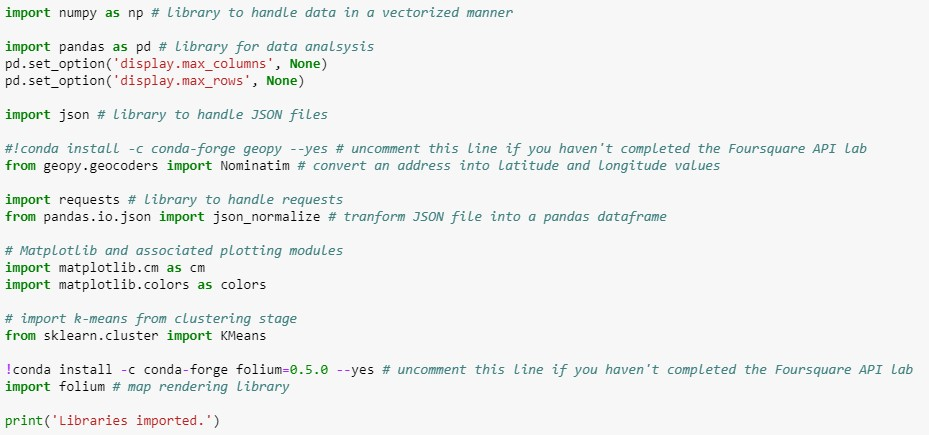 import numpy as np # library to handle data in a vectorized manner
import pandas as pd # library for data analsysis
pd.set_option('display.max_columns', None)
pd.set_option('display.max_rows', None)
import json # library to handle JSON files
#!conda install -c conda-forge geopy --yes # uncomment this line if you haven't completed the Foursquare API lab
from geopy.geocoders import Nominatim # convert an address into latitude and longitude values
import requests # library to handle requests
from pandas.io.json import json_normalize # tranform JSON file into a pandas dataframe
# Matplotlib and associated plotting modules
import matplotlib.cm as cm
import matplotlib.colors as colors
# import k-means from clustering stage
from sklearn.cluster import KMeans
!conda install -c conda-forge folium=0.5.0 --yes # uncomment this line if you haven't completed the Foursquare API lab
import folium # map rendering library
print('Libraries imported.')